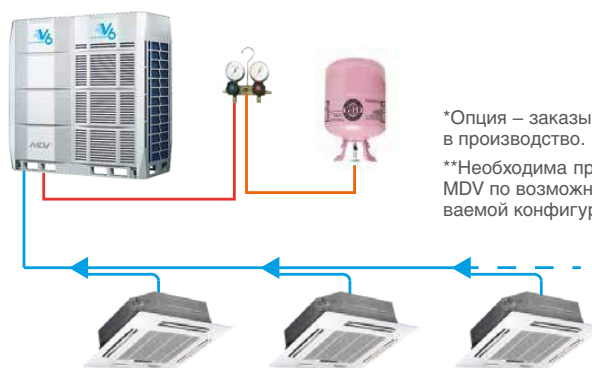 V6
V6
MDV
*Опция – заказы
в производство.
**Необходима пр
MDV по возможн
ваемой конфигур